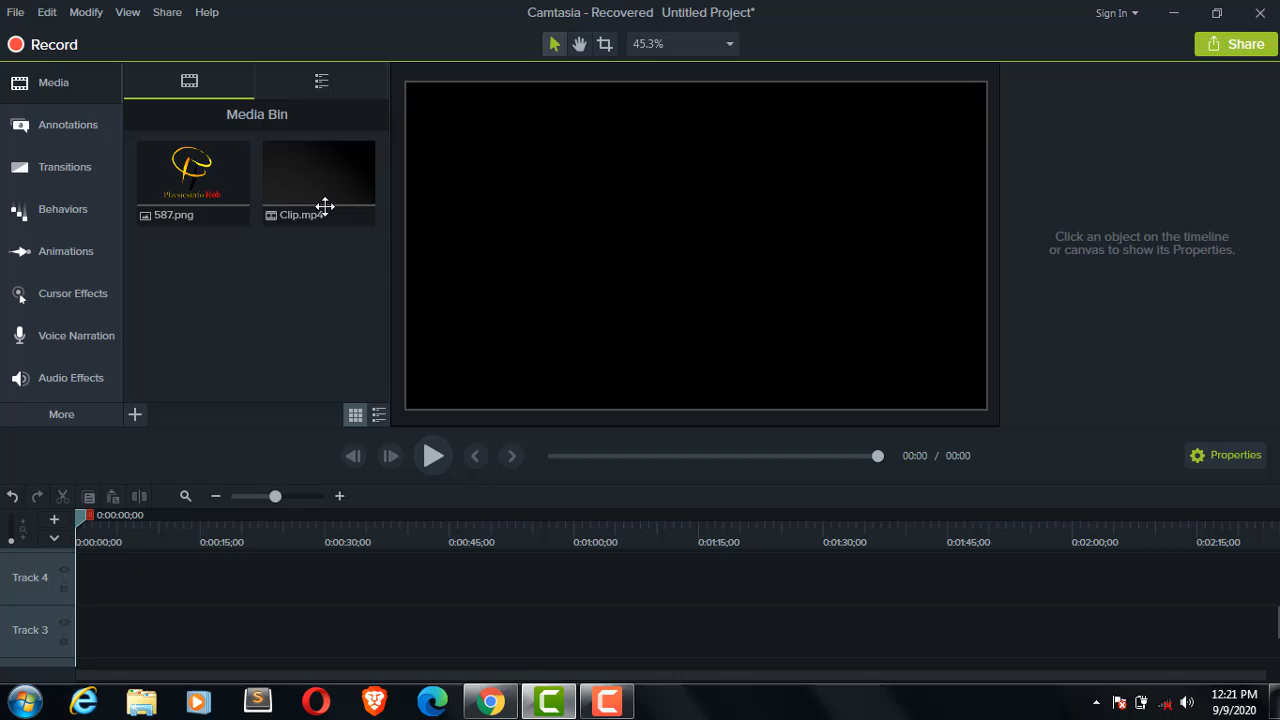 File Edit Modify View Share Help Camtasia - Recovered Untitled Project* Sign In
Record 45.3% Share
Media
Media Bin
Annotations
Transitions
Physicsinfo Hob
587.png Clip.mp4
Behaviors
Click an object on the timeline
or canvas to show its Properties.
Animations
Cursor Effects
Voice Narration
Audio Effects
More
00:00 / 00:00 Properties
0:00:00;00
0:00:00;00 0:00:15;00 0:00:30;00 0:00:45;00 0:01:00;00 0:01:15;00 0:01:30;00 0:01:45;00 0:02:00;00 0:02:15;00
Track 4
Track 3
12:21 PM
9/9/2020